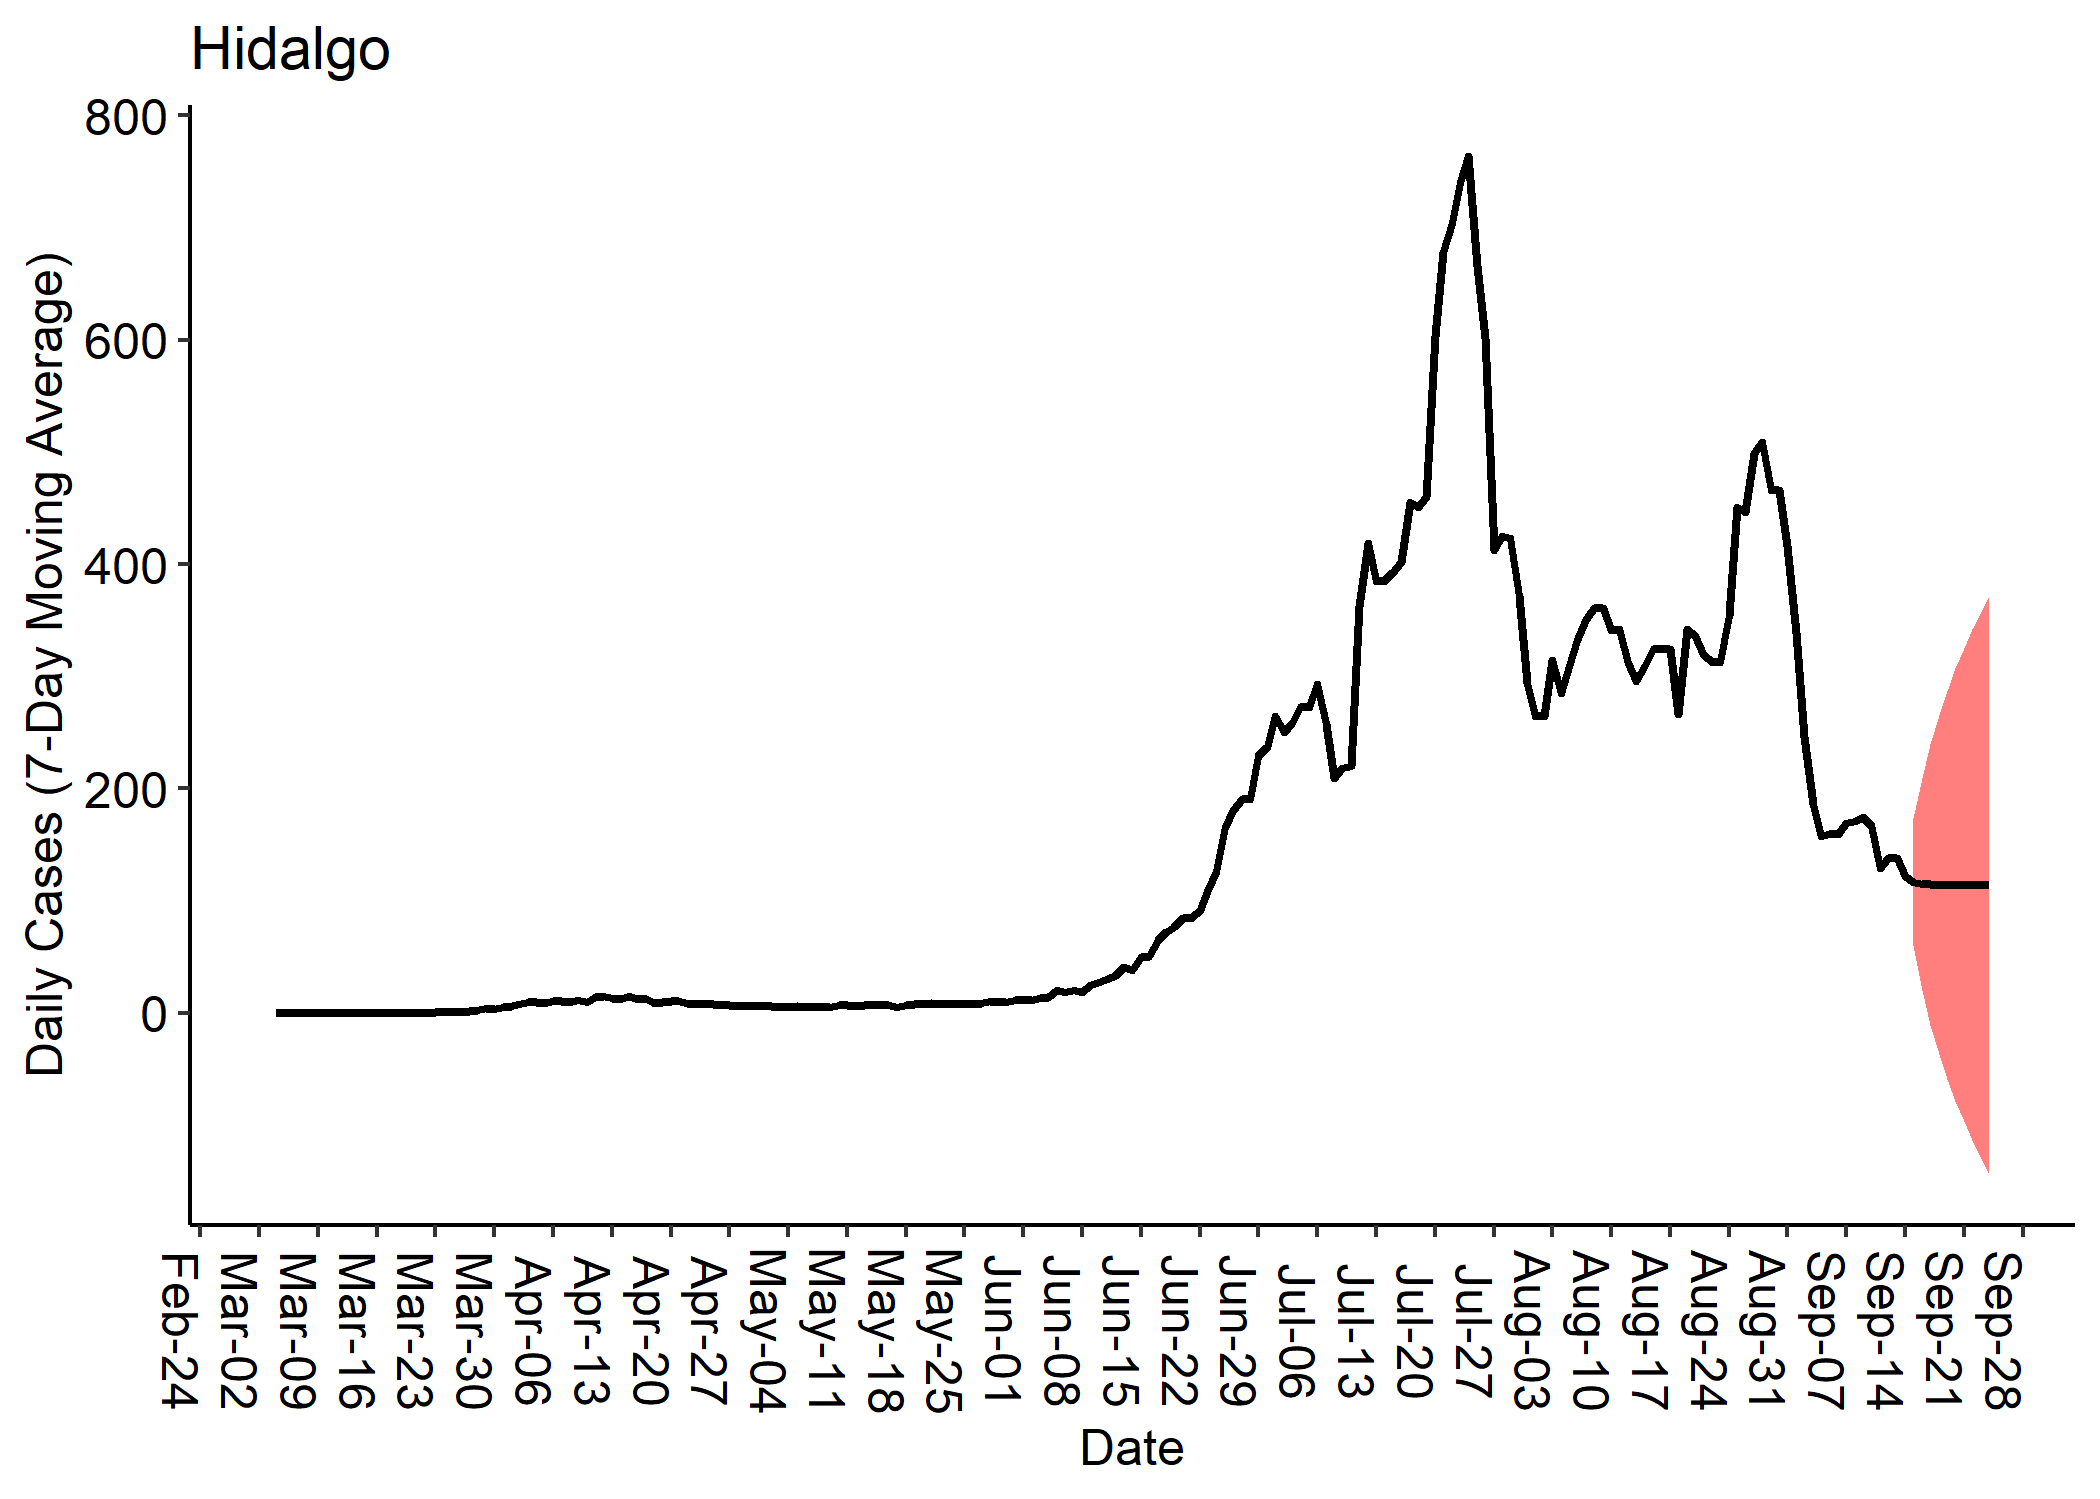 Hidalgo
Daily Cases (7-Day Moving Average)
800
600
400
200
0
Feb-24
Mar-02
Mar-09
Mar-16
Mar-23
Mar-30
Apr-06
Apr-13
Apr-20
Apr-27
May-04
May-11
May-18
May-25
Jun-01
Jun-08
Jun-15
Jun-22
Jun-29
Jul-06
Jul-13
Jul-20
Jul-27
Aug-03
Aug-10
Aug-17
Aug-24
Aug-31
Sep-07
Sep-14
Sep-21
Sep-28
Date